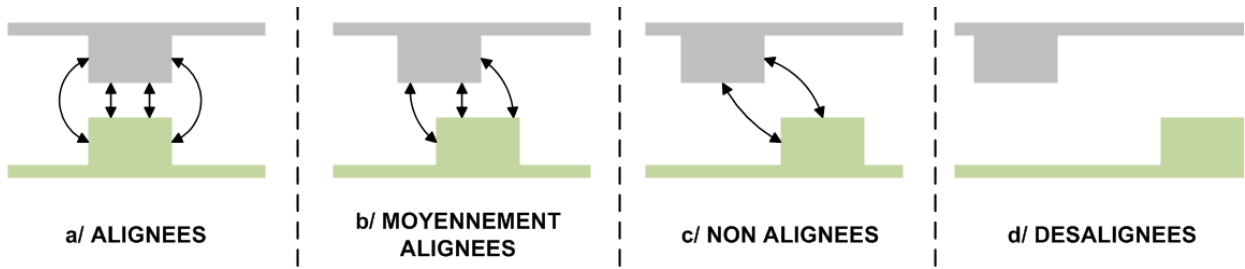 a/ ALIGNEES
b/ MOYENNEMENT
ALIGNEES
c/ NON ALIGNEES
d/ DESALIGNEES